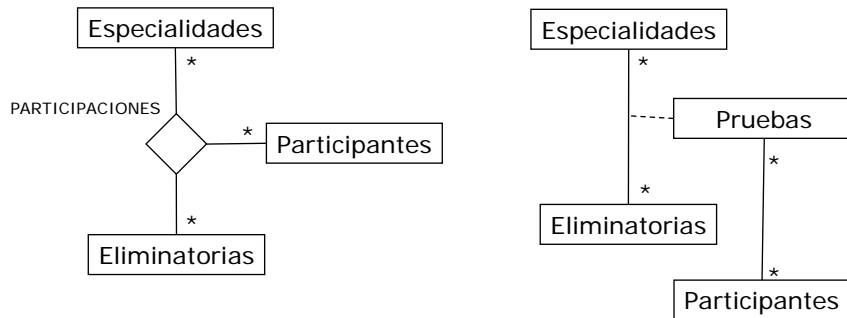 Especialidades
*
PARTICIPACIONES
*
Participantes
*
Eliminatorias
Especialidades
*
Pruebas
*
*
Eliminatorias
*
Participantes